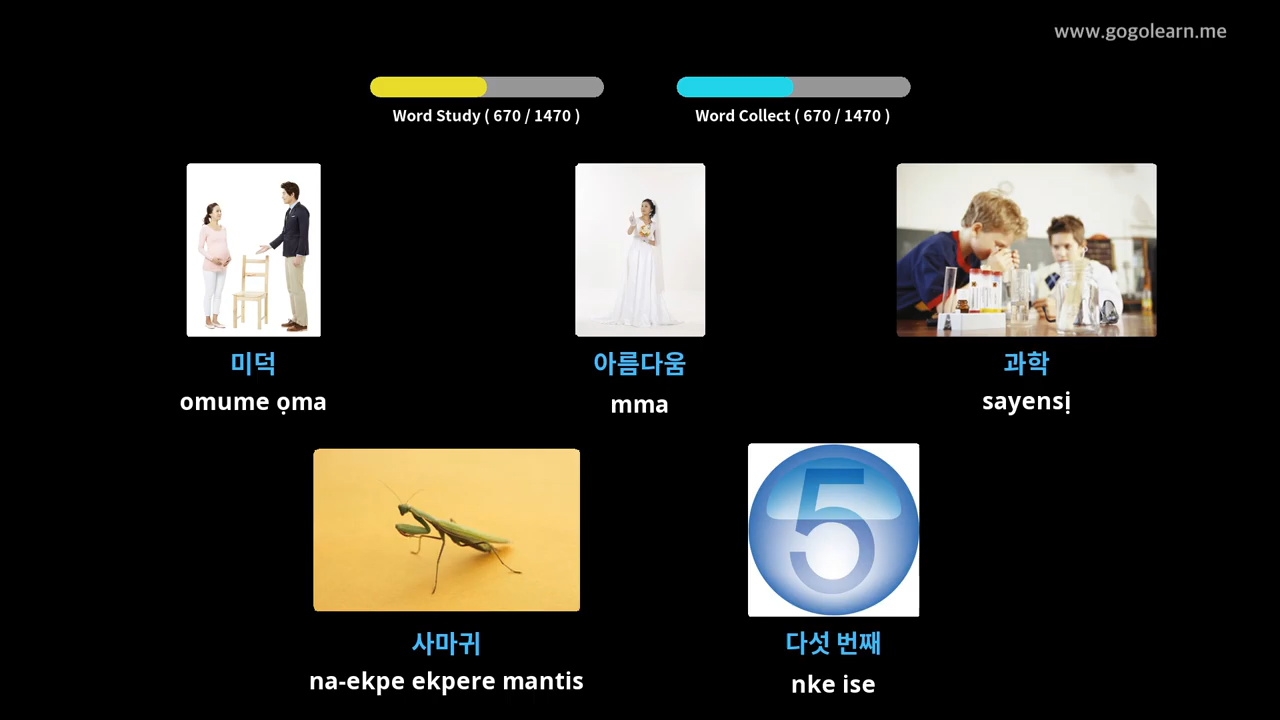 www.gogolearn.me
Word Study ( 670 / 1470 )
Word Collect ( 670 / 1470 )
미덕
omume ọma
아름다움
mma
과학
sayensị
사마귀
na-ekpe ekpere mantis
5
다섯 번째
nke ise